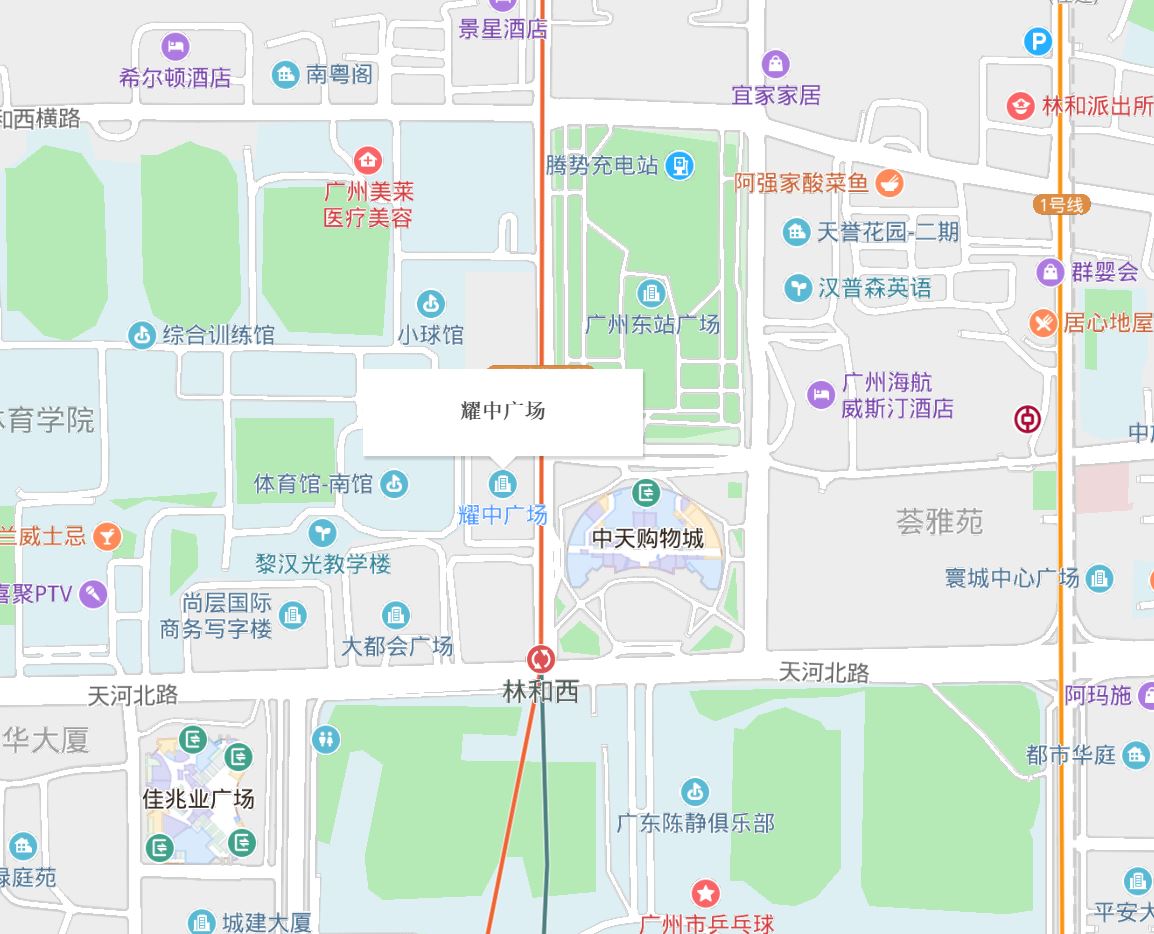 景星酒店
希尔顿酒店
南粤阁
宜家家居
和西横路
林和派出所
腾势充电站
广州美莱
医疗美容
阿强家酸菜鱼
1号线
天誉花园-二期
群婴会
汉普森英语
广州东站广场
居心地屋
综合训练馆
小球馆
广州海航
威斯汀酒店
体育学院
耀中广场
体育馆-南馆
耀中广场
荟雅苑
兰威士忌
中天购物城
黎汉光教学楼
寰城中心广场
喜聚PTV
尚层国际
商务写字楼
大都会广场
天河北路
林和西
天河北路
阿玛施
华大厦
都市华庭
佳兆业广场
广东陈静俱乐部
绿庭苑
城建大厦
广州市乒乓球
平安大